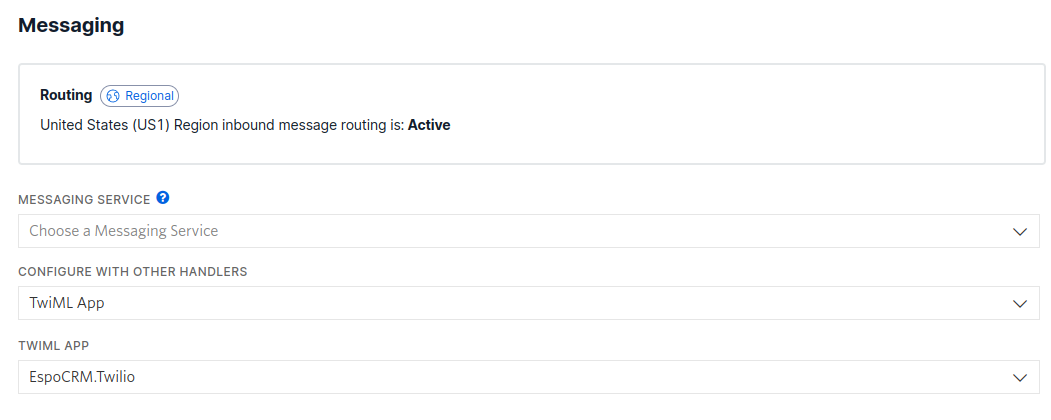 Messaging
Routing Regional
United States (US1) Region inbound message routing is: Active
MESSAGING SERVICE ?
Choose a Messaging Service
CONFIGURE WITH OTHER HANDLERS
TwiML App
TWIML APP
EspoCRM.Twilio